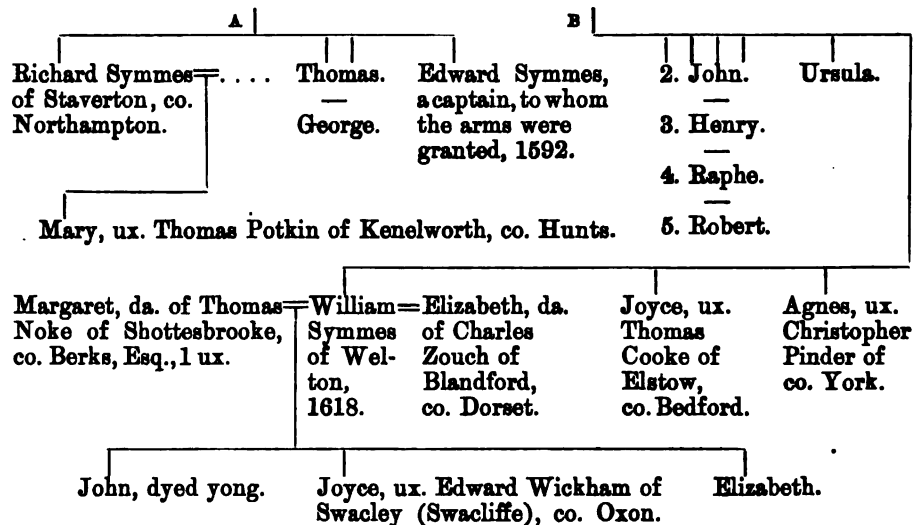 A B
Richard Symmes=.... Thomas. Edward Symmes, 2. John. Ursula.
of Staverton, co. — a captain, to whom —
Northampton. George. the arms were 3. Henry.
granted, 1592. —
4. Raphe.
—
Mary, ux. Thomas Potkin of Kenelworth, co. Hunts. 5. Robert.
Margaret, da. of Thomas=William=Elizabeth, da. Joyce, ux. Agnes, ux.
Noke of Shottesbrooke, Symmes of Charles Thomas Christopher
co. Berks, Esq., 1 ux. of Wel- Zouch of Cooke of Pinder of
ton, Blandford, Elstow, co. York.
1618. co. Dorset. co. Bedford.
John, dyed yong. Joyce, ux. Edward Wickham of Elizabeth.
Swacley (Swacliffe), co. Oxon.